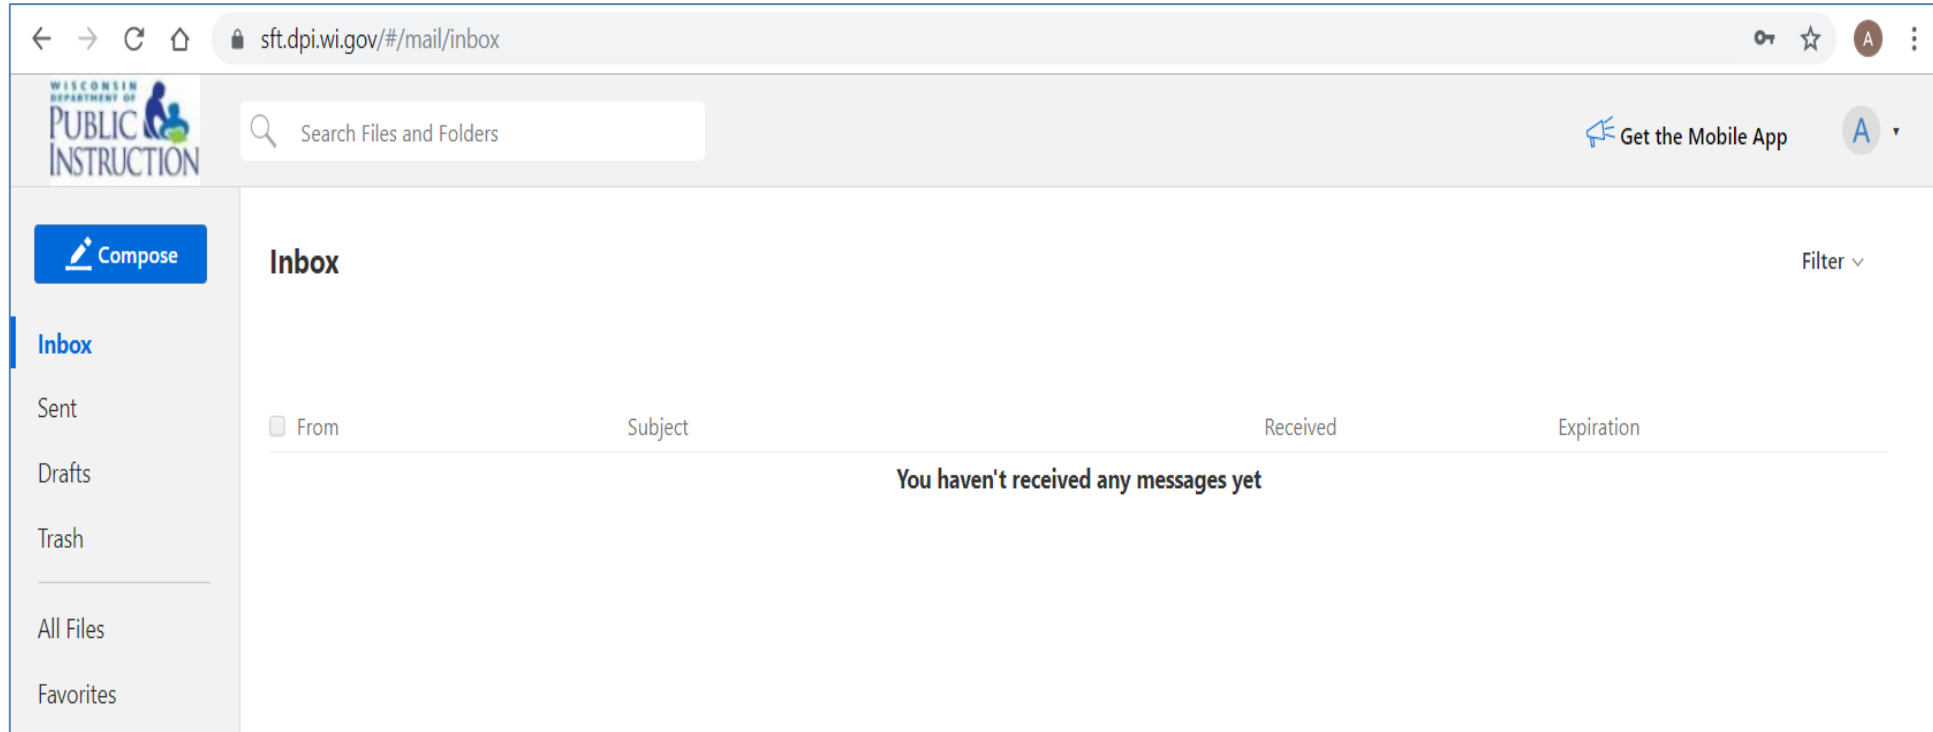 sft.dpi.wi.gov/#/mail/inbox
A
WISCONSIN
DEPARTMENT OF
PUBLIC
INSTRUCTION
Search Files and Folders
Get the Mobile App
A
Compose
Inbox
Filter
Inbox
Sent
Drafts
Trash
All Files
Favorites
From Subject Received Expiration
You haven't received any messages yet